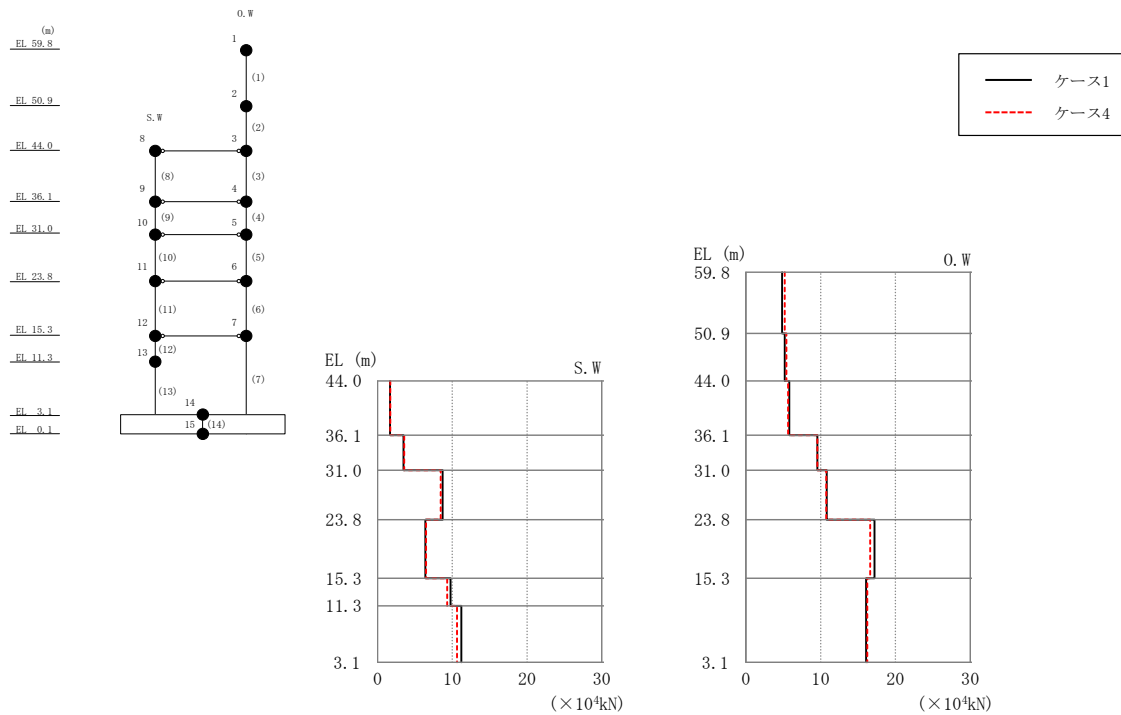 (m)
EL 59.8
EL 50.9
EL 44.0
EL 36.1
EL 31.0
EL 23.8
EL 15.3
EL 11.3
EL 3.1
EL 0.1
O.W
1
(1)
2
(2)
S.W
8
3
(8)
(3)
9
4
(9)
(4)
10
5
(10)
(5)
11
6
(11)
(6)
12
7
13
(12)
(13)
(7)
14
15
(14)
ケース1
ケース4
EL (m)
S.W
44.0
36.1
31.0
23.8
15.3
11.3
3.1
0
10
20
30
(×10⁴kN)
EL (m)
O.W
59.8
50.9
44.0
36.1
31.0
23.8
15.3
3.1
0
10
20
30
(×10⁴kN)